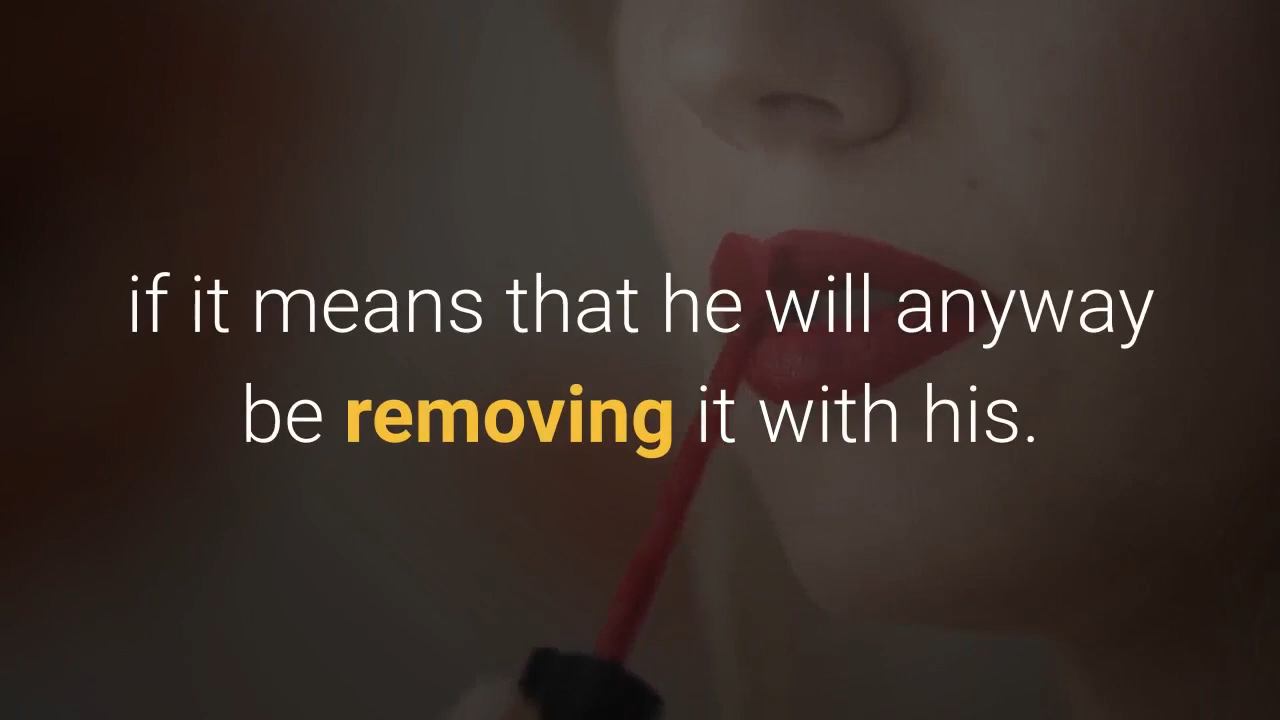 if it means that he will anyway
be removing it with his.